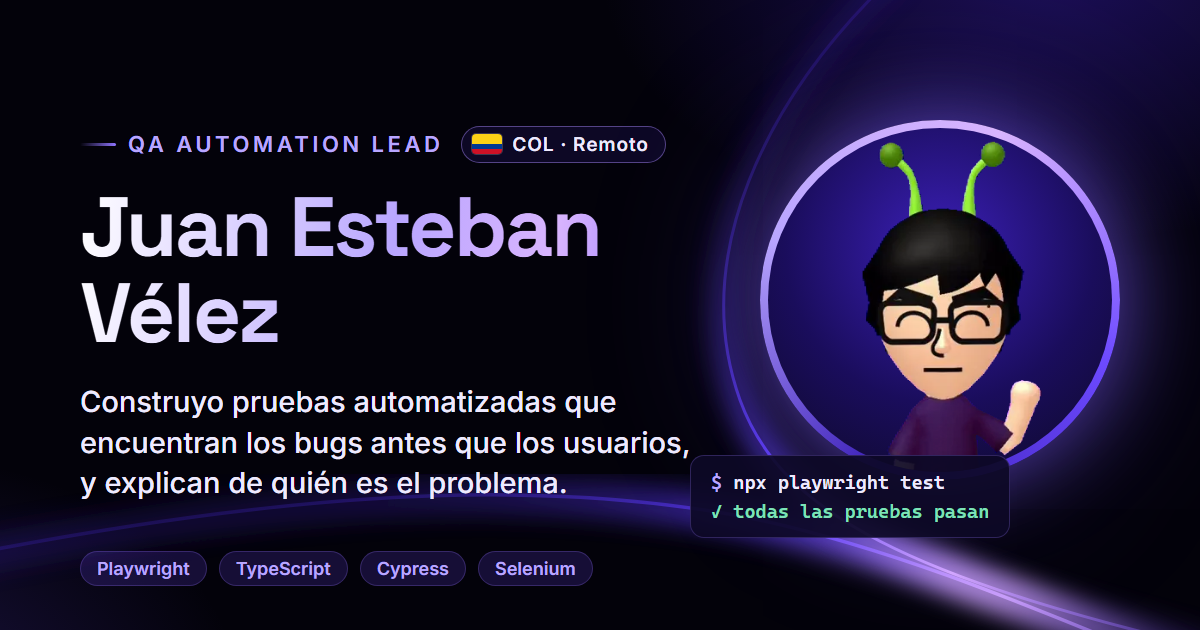 QA AUTOMATION LEAD
COL · Remoto
Juan Esteban
Vélez
Construyo pruebas automatizadas que
encuentran los bugs antes que los usuarios,
y explican de quién es el problema.
$ npx playwright test
✓ todas las pruebas pasan
Playwright
TypeScript
Cypress
Selenium